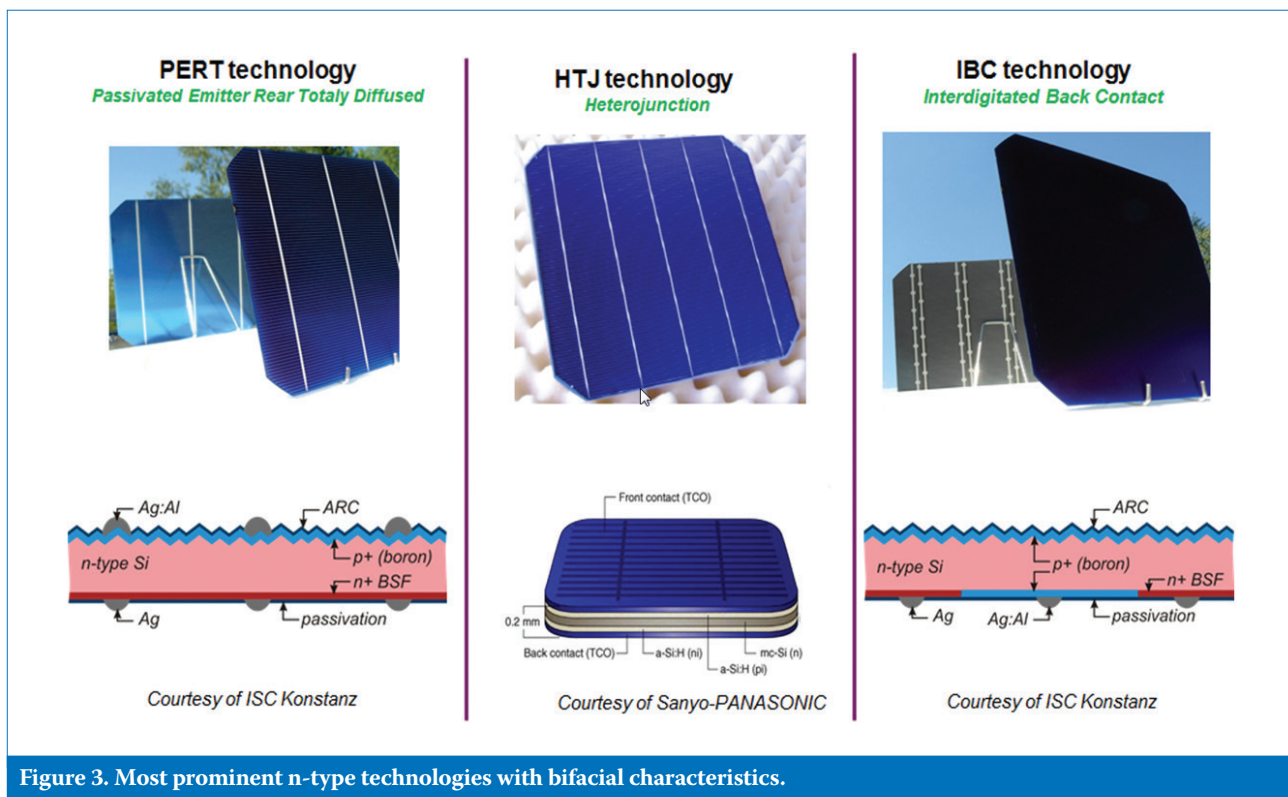 PERT technology
Passivated Emitter Rear Totaly Diffused
Ag:Al
ARC
n-type Si
p+ (boron)
n+ BSF
Ag
passivation
Courtesy of ISC Konstanz
HTJ technology
Heterojunction
Front contact (TCO)
0.2 mm
Back contact (TCO)
a-Si:H (ni)
mc-Si (n)
a-Si:H (pi)
Courtesy of Sanyo-PANASONIC
IBC technology
Interdigitated Back Contact
ARC
n-type Si
p+ (boron)
n+ BSF
Ag
Ag:Al
passivation
Courtesy of ISC Konstanz
Figure 3. Most prominent n-type technologies with bifacial characteristics.